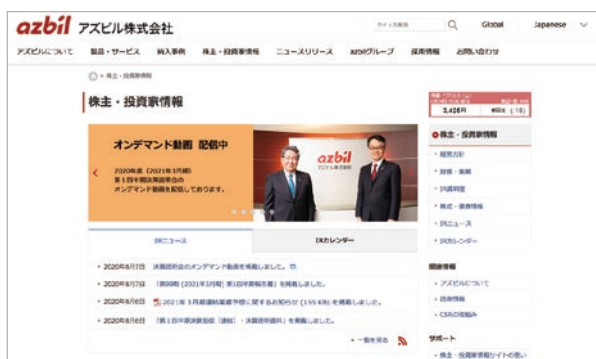 azbil アズビル株式会社
サイト内検索
Global
Japanese
アズビルについて
製品・サービス
納入事例
株主・投資家情報
ニュースリリース
azbilグループ
採用情報
お問い合わせ
> 株主・投資家情報
株主・投資家情報
オンデマンド動画 配信中
2020年度(2021年3月期)
第1四半期決算説明会の
オンデマンド動画を配信しております。
azbil
アズビル株式会社
IRニュース
IRカレンダー
2020年8月7日 決算説明会のオンデマンド動画を掲載しました。
2020年8月7日 「第99期 (2021年3月期) 第1四半期報告書」を掲載しました。
2020年8月6日 2021年3月期連結業績予想に関するお知らせ (155 KB) を掲載しました。
2020年8月6日 「第1四半期決算短信(連結)・決算説明資料」を掲載しました。
一覧を見る
株主・投資家情報
経営方針
財務・業績
IR資料室
株式・債券情報
IRニュース
IRカレンダー
関連情報
アズビルについて
技術情報
CSRの取組み
サポート
株主・投資家情報サイトの使い